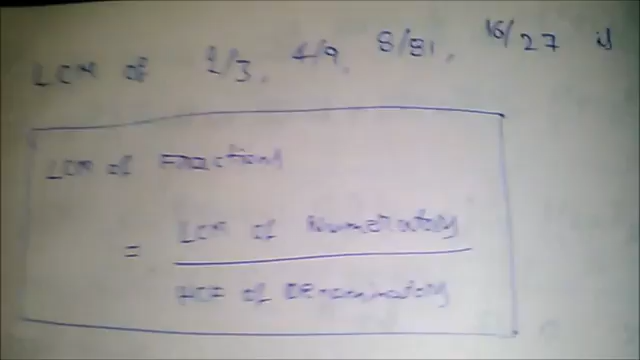 LCM of 2/3, 4/9, 8/81, 16/27 is
LCM of Fractions
= LCM of Numerators
HCF of Denominators